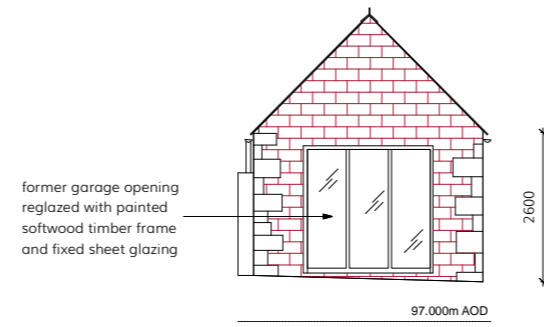 former garage opening
reglazed with painted
softwood timber frame
and fixed sheet glazing
2600
97.000m AOD